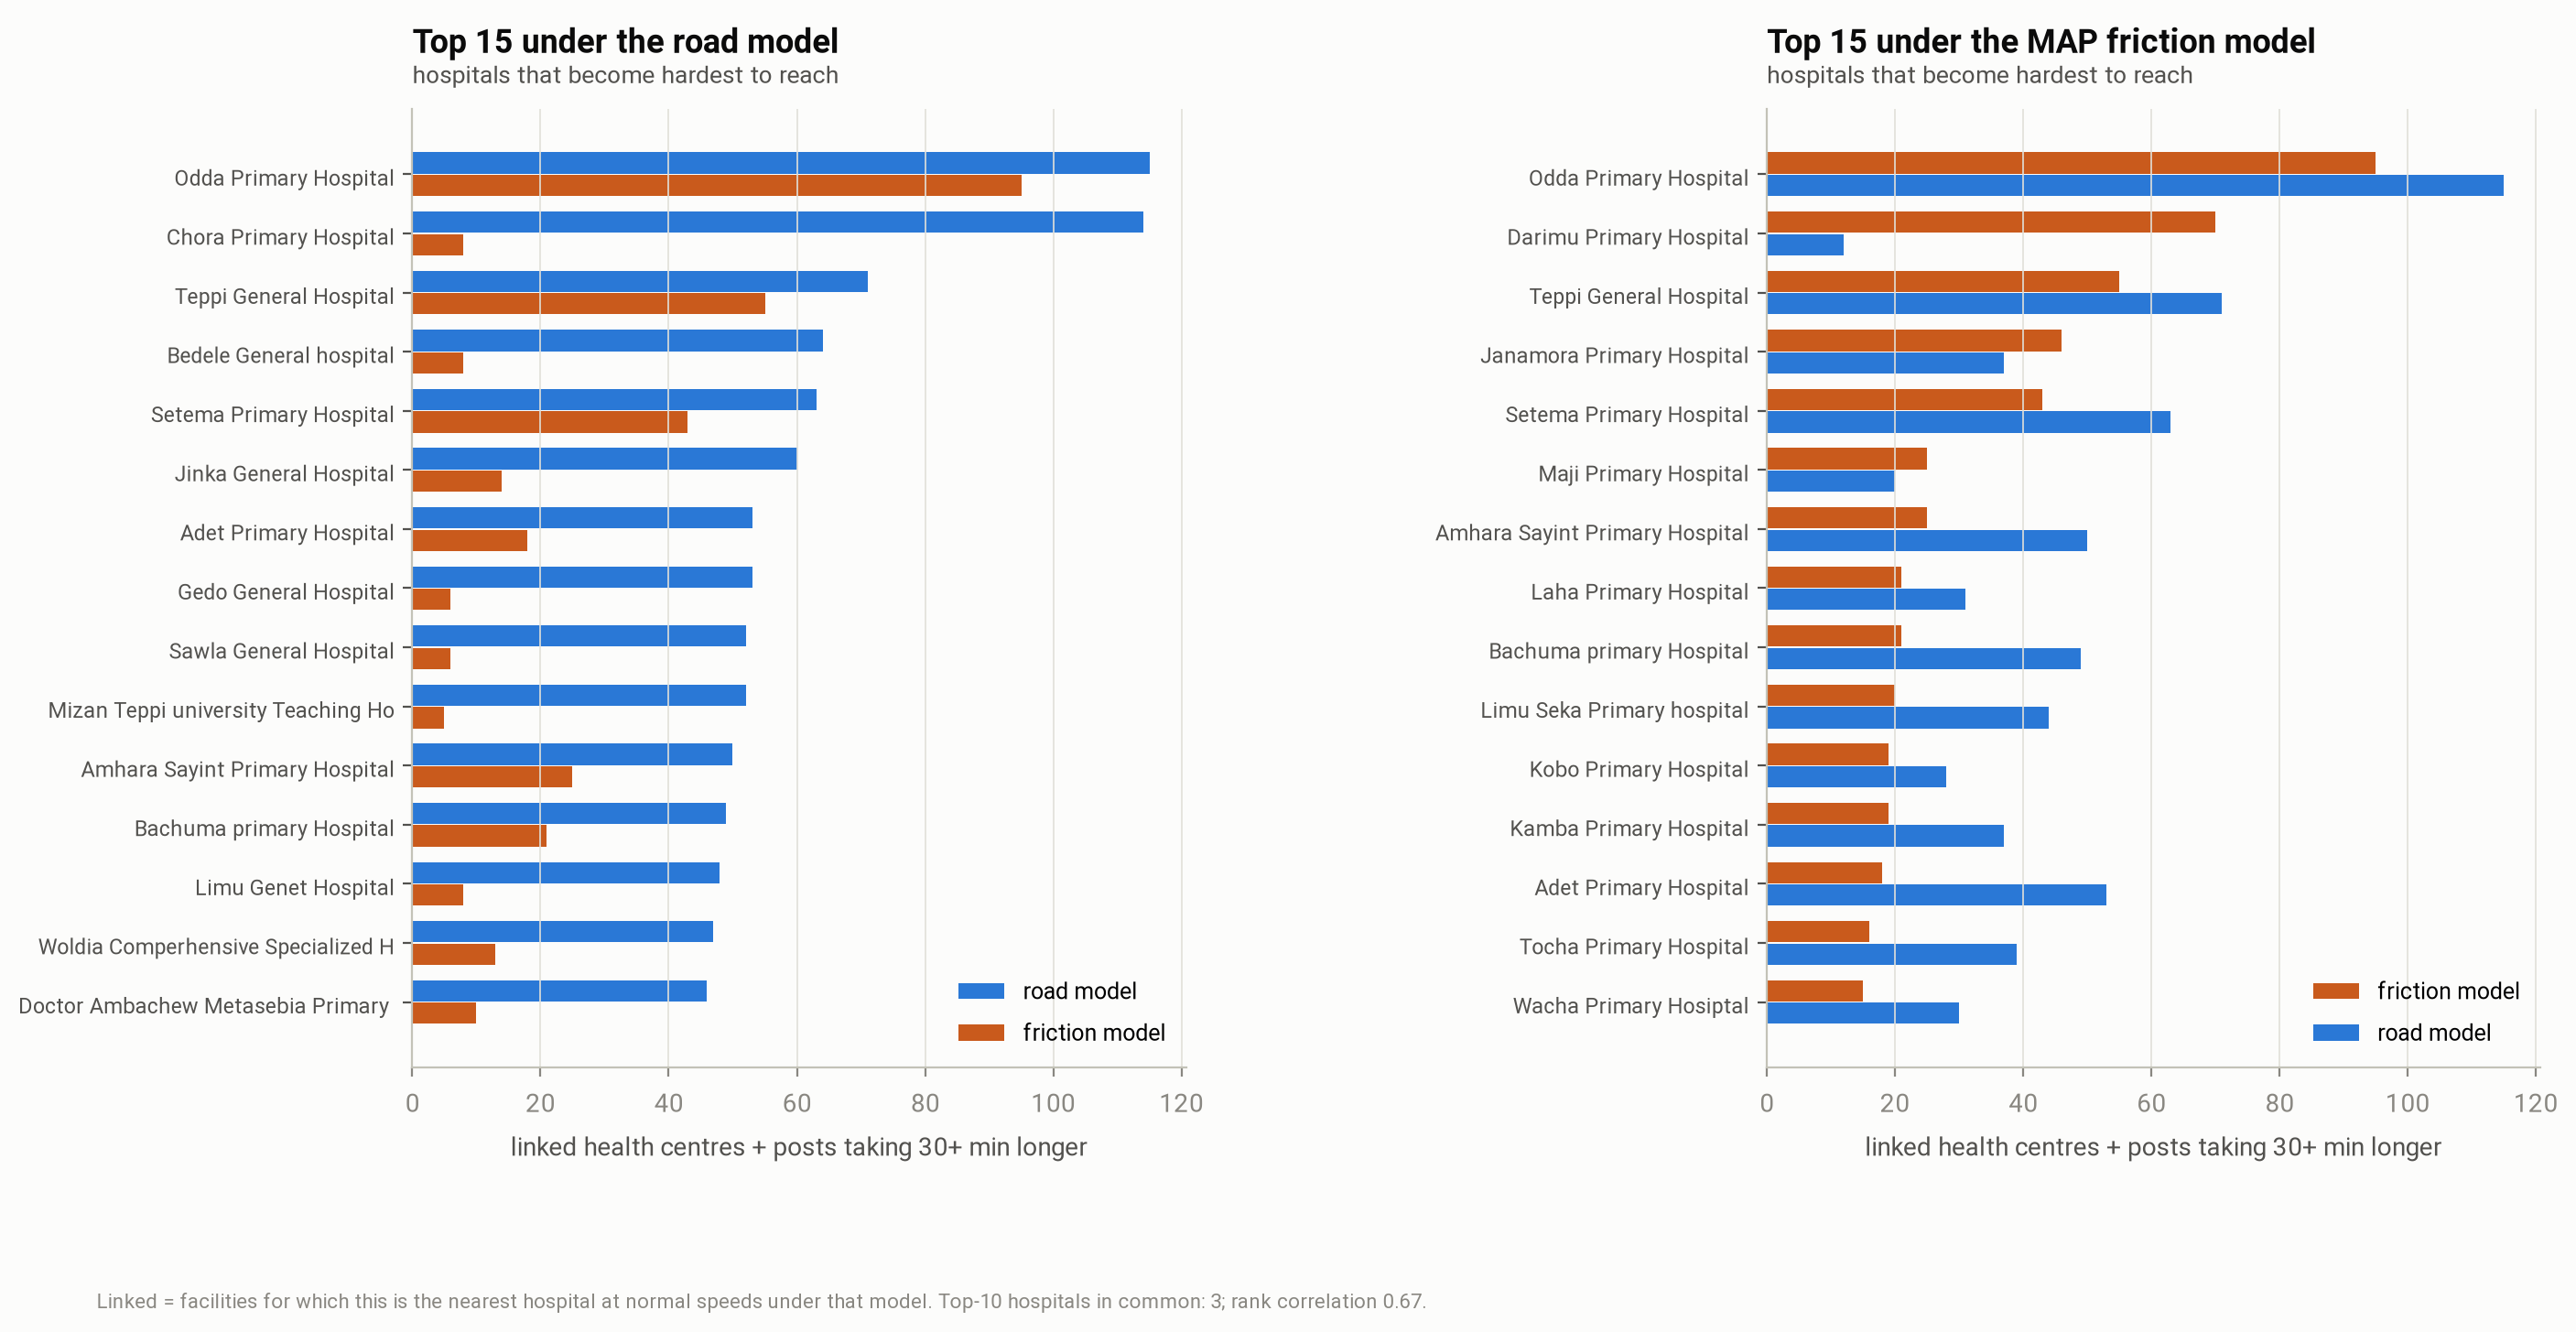 Top 15 under the road model
hospitals that become hardest to reach
Odda Primary Hospital
Chora Primary Hospital
Teppi General Hospital
Bedele General hospital
Setema Primary Hospital
Jinka General Hospital
Adet Primary Hospital
Gedo General Hospital
Sawla General Hospital
Mizan Teppi university Teaching Ho
Amhara Sayint Primary Hospital
Bachuma primary Hospital
Limu Genet Hospital
Woldia Comperhensive Specialized H
Doctor Ambachew Metasebia Primary
road model
friction model
0 20 40 60 80 100 120
linked health centres + posts taking 30+ min longer
Top 15 under the MAP friction model
hospitals that become hardest to reach
Odda Primary Hospital
Darimu Primary Hospital
Teppi General Hospital
Janamora Primary Hospital
Setema Primary Hospital
Maji Primary Hospital
Amhara Sayint Primary Hospital
Laha Primary Hospital
Bachuma primary Hospital
Limu Seka Primary hospital
Kobo Primary Hospital
Kamba Primary Hospital
Adet Primary Hospital
Tocha Primary Hospital
Wacha Primary Hosiptal
friction model
road model
0 20 40 60 80 100 120
linked health centres + posts taking 30+ min longer
Linked = facilities for which this is the nearest hospital at normal speeds under that model. Top-10 hospitals in common: 3; rank correlation 0.67.